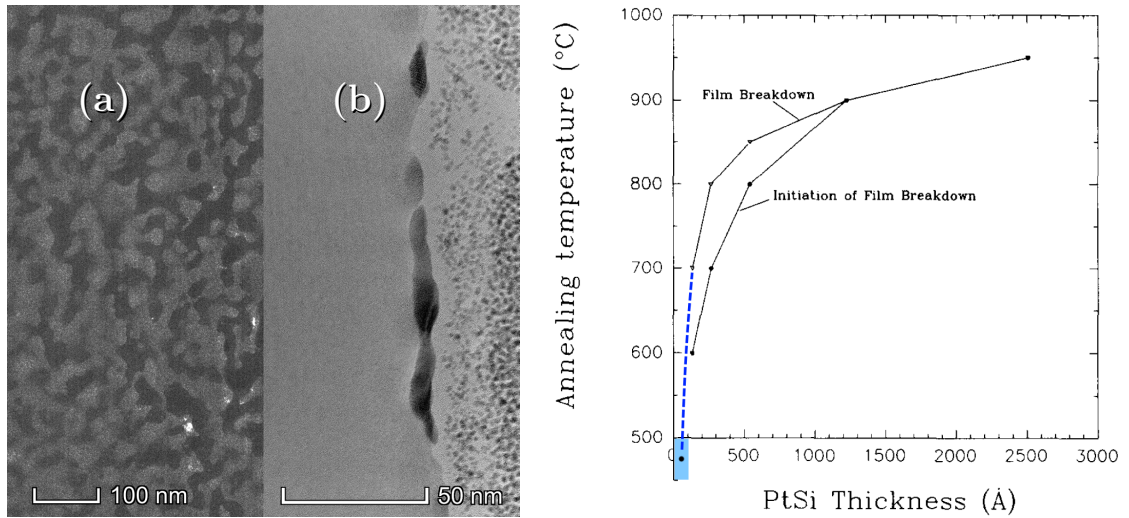 (a)
(b)
100 nm
50 nm
Annealing temperature (°C)
1000
900
800
700
600
500
Film Breakdown
Initiation of Film Breakdown
0
500
1000
1500
2000
2500
3000
PtSi Thickness (Å)